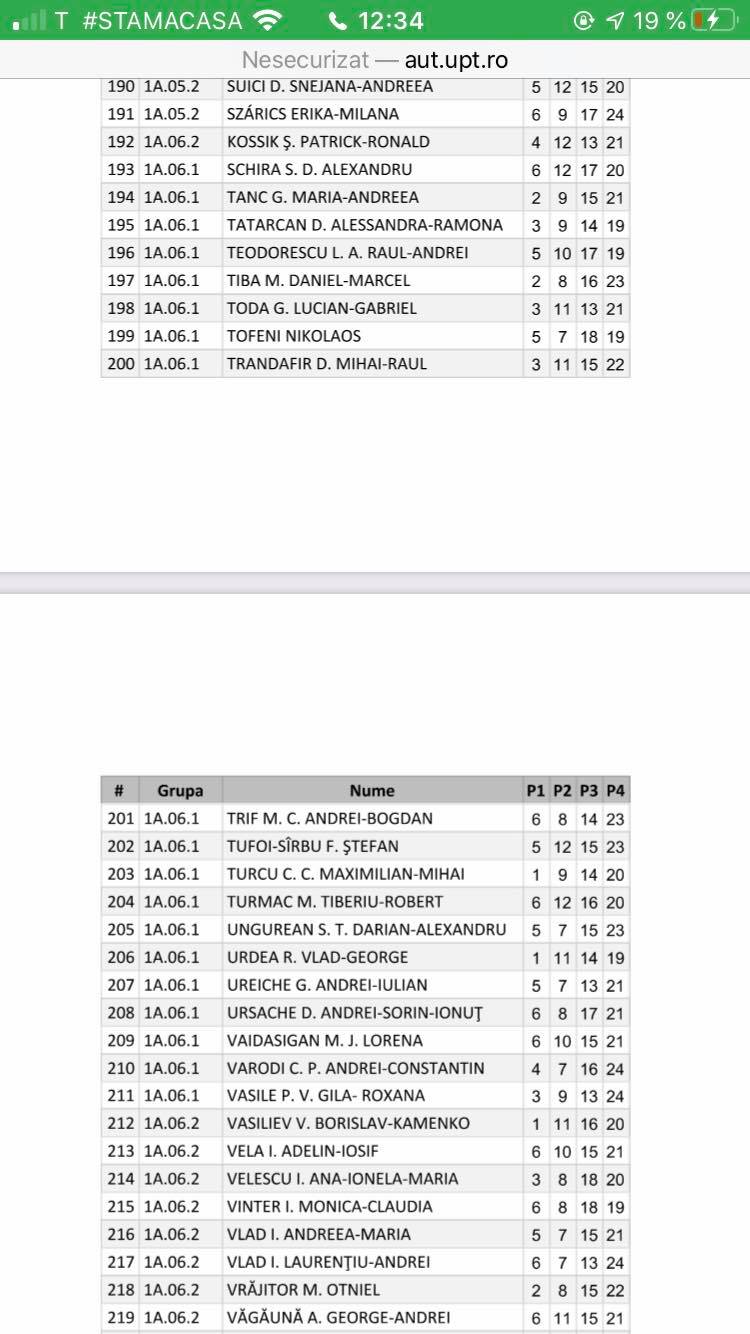 T #STAMACASA 12:34 19 %
Nesecurizat — aut.upt.ro
190 1A.05.2 SUICI D. SNEJANA-ANDREEA 5 12 15 20
191 1A.05.2 SZÁRICS ERIKA-MILANA 6 9 17 24
192 1A.06.2 KOSSIK Ş. PATRICK-RONALD 4 12 13 21
193 1A.06.1 SCHIRA S. D. ALEXANDRU 6 12 17 20
194 1A.06.1 TANC G. MARIA-ANDREEA 2 9 15 21
195 1A.06.1 TATARCAN D. ALESSANDRA-RAMONA 3 9 14 19
196 1A.06.1 TEODORESCU L. A. RAUL-ANDREI 5 10 17 19
197 1A.06.1 TIBA M. DANIEL-MARCEL 2 8 16 23
198 1A.06.1 TODA G. LUCIAN-GABRIEL 3 11 13 21
199 1A.06.1 TOFENI NIKOLAOS 5 7 18 19
200 1A.06.1 TRANDAFIR D. MIHAI-RAUL 3 11 15 22
# Grupa Nume P1 P2 P3 P4
201 1A.06.1 TRIF M. C. ANDREI-BOGDAN 6 8 14 23
202 1A.06.1 TUFOI-SÎRBU F. ŞTEFAN 5 12 15 23
203 1A.06.1 TURCU C. C. MAXIMILIAN-MIHAI 1 9 14 20
204 1A.06.1 TURMAC M. TIBERIU-ROBERT 6 12 16 20
205 1A.06.1 UNGUREAN S. T. DARIAN-ALEXANDRU 5 7 15 23
206 1A.06.1 URDEA R. VLAD-GEORGE 1 11 14 19
207 1A.06.1 UREICHE G. ANDREI-IULIAN 5 7 13 21
208 1A.06.1 URSACHE D. ANDREI-SORIN-IONUŢ 6 8 17 21
209 1A.06.1 VAIDASIGAN M. J. LORENA 6 10 15 21
210 1A.06.1 VARODI C. P. ANDREI-CONSTANTIN 4 7 16 24
211 1A.06.1 VASILE P. V. GILA- ROXANA 3 9 13 24
212 1A.06.2 VASILIEV V. BORISLAV-KAMENKO 1 11 16 20
213 1A.06.2 VELA I. ADELIN-IOSIF 6 10 15 21
214 1A.06.2 VELESCU I. ANA-IONELA-MARIA 3 8 18 20
215 1A.06.2 VINTER I. MONICA-CLAUDIA 6 8 18 19
216 1A.06.2 VLAD I. ANDREEA-MARIA 5 7 15 21
217 1A.06.2 VLAD I. LAURENŢIU-ANDREI 6 7 13 24
218 1A.06.2 VRĂJITOR M. OTNIEL 2 8 15 22
219 1A.06.2 VĂGĂUNĂ A. GEORGE-ANDREI 6 11 15 21